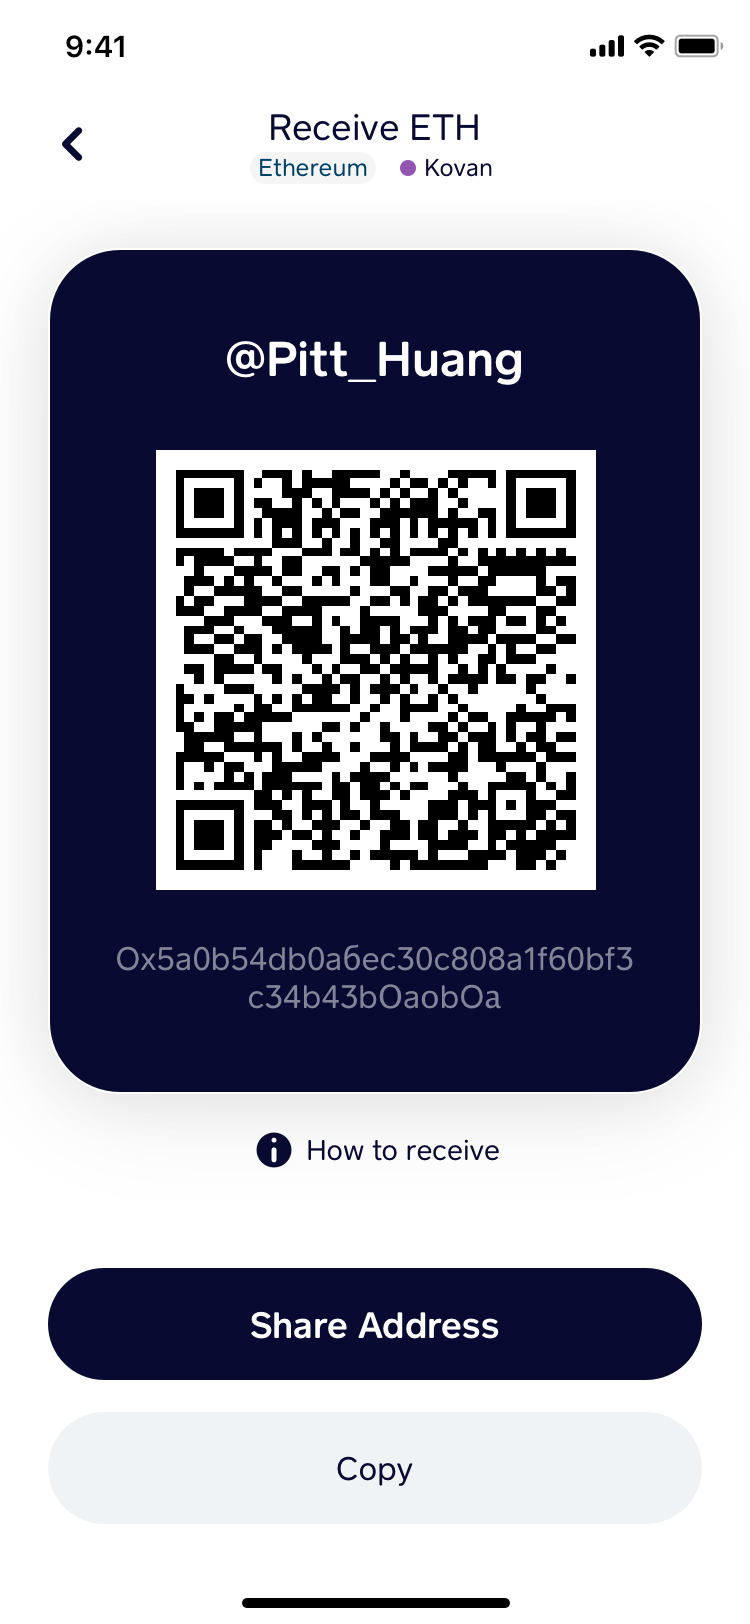 9:41
Receive ETH
Ethereum Kovan
@Pitt_Huang
Ox5a0b54db0a6ec30c808a1f60bf3
c34b43bOaobOa
How to receive
Share Address
Copy